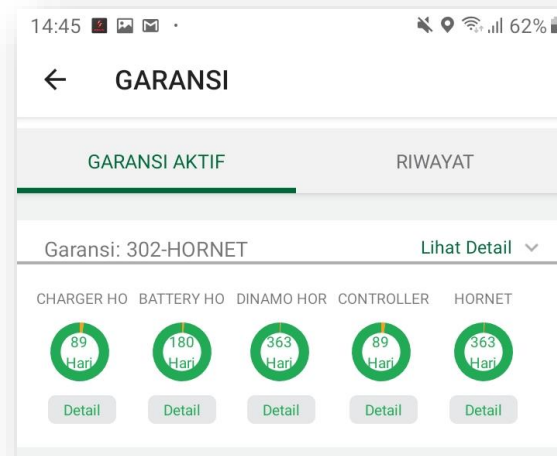 14:45 62%
GARANSI
GARANSI AKTIF RIWAYAT
Garansi: 302-HORNET Lihat Detail
CHARGER HO BATTERY HO DINAMO HOR CONTROLLER HORNET
89 180 363 89 363
Hari Hari Hari Hari Hari
Detail Detail Detail Detail Detail